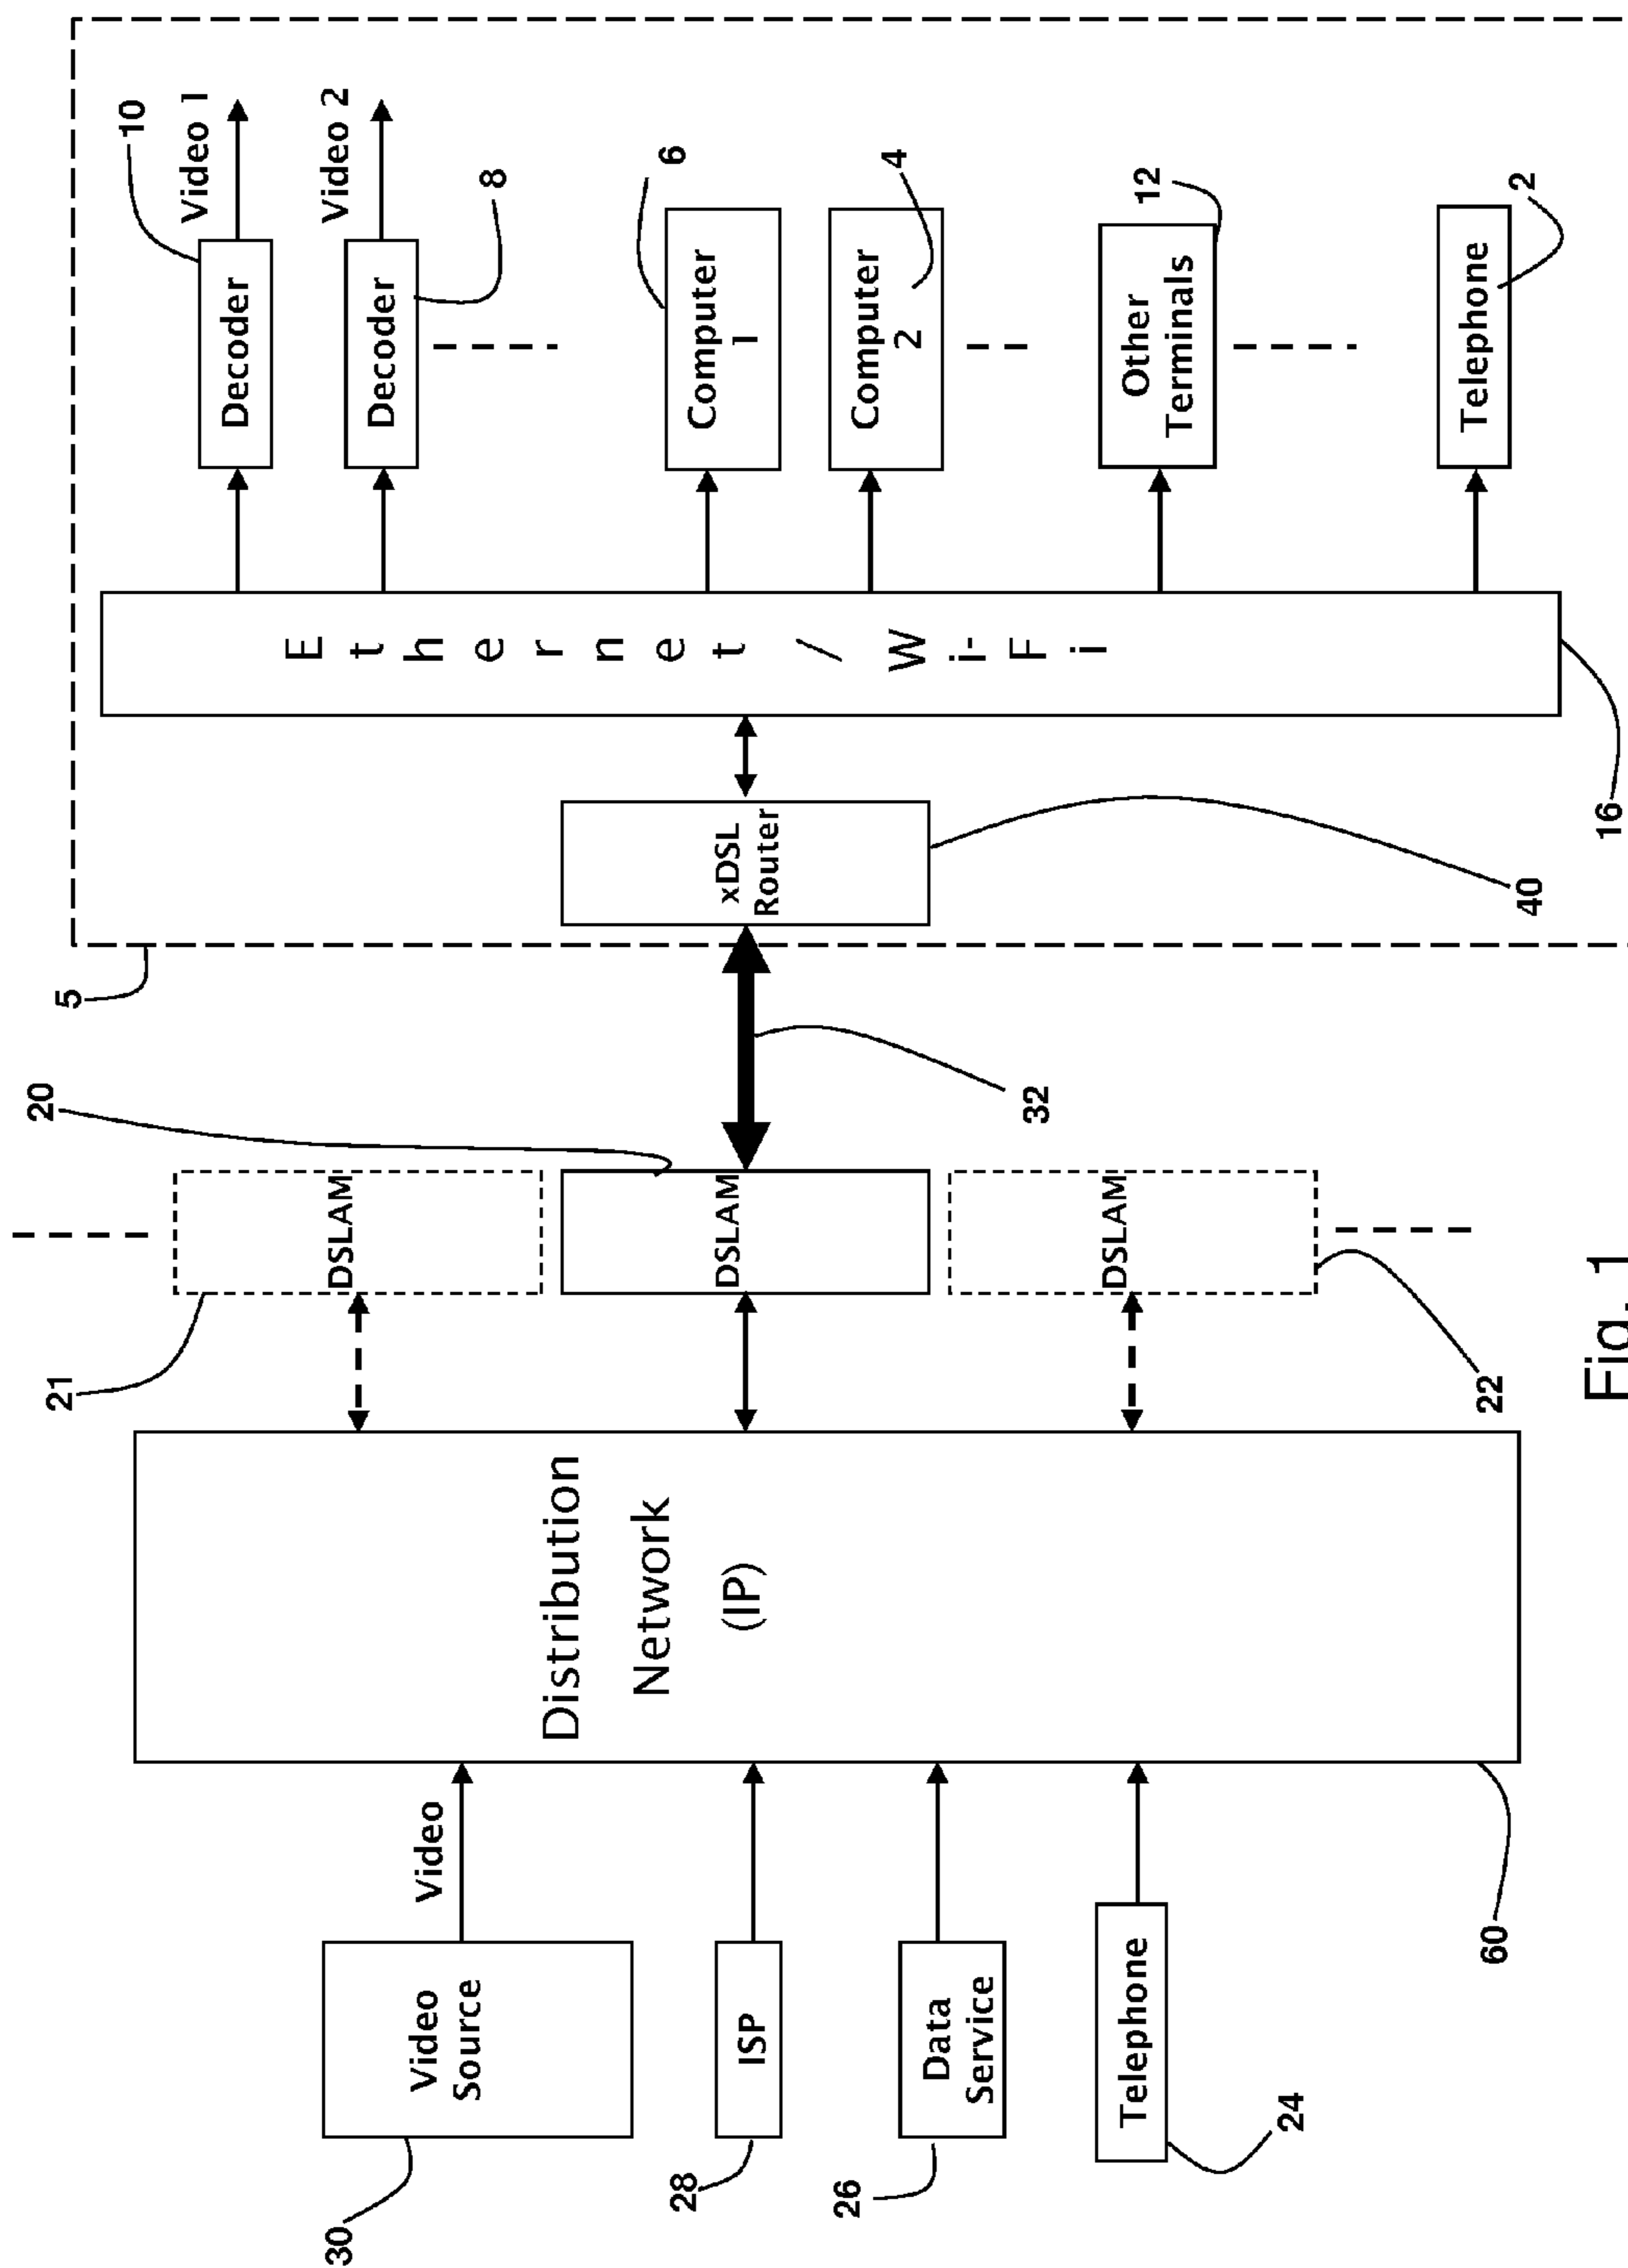 30
Video
Source
Video
28
ISP
26
Data
Service
24
Telephone
60
Distribution
Network
(IP)
21
DSLAM
20
DSLAM
22
DSLAM
32
5
40
xDSL
Router
16
Ethernet / Wi-Fi
10
Decoder
Video 1
8
Decoder
Video 2
6
Computer
1
4
Computer
2
12
Other
Terminals
2
Telephone
Fig. 1